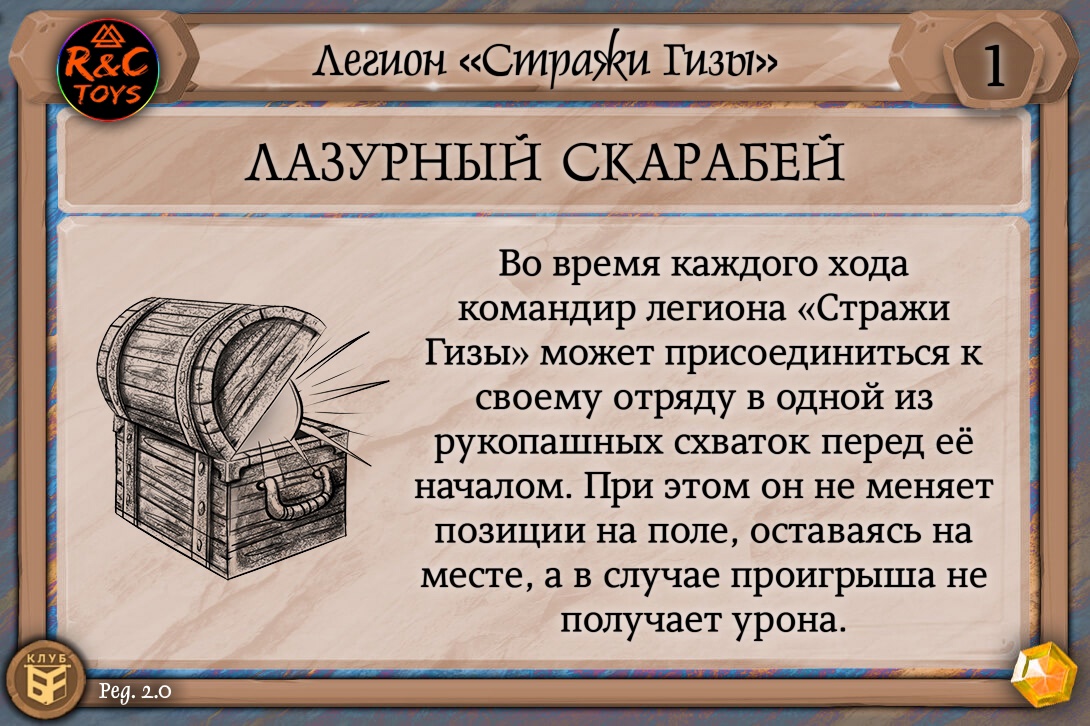 R&C
TOYS
Легион «Стражи Гизы»
1
ЛАЗУРНЫЙ СКАРАБЕЙ
Во время каждого хода
командир легиона «Стражи
Гизы» может присоединиться к
своему отряду в одной из
рукопашных схваток перед её
началом. При этом он не меняет
позиции на поле, оставаясь на
месте, а в случае проигрыша не
получает урона.
КЛУБ
Ред. 2.0